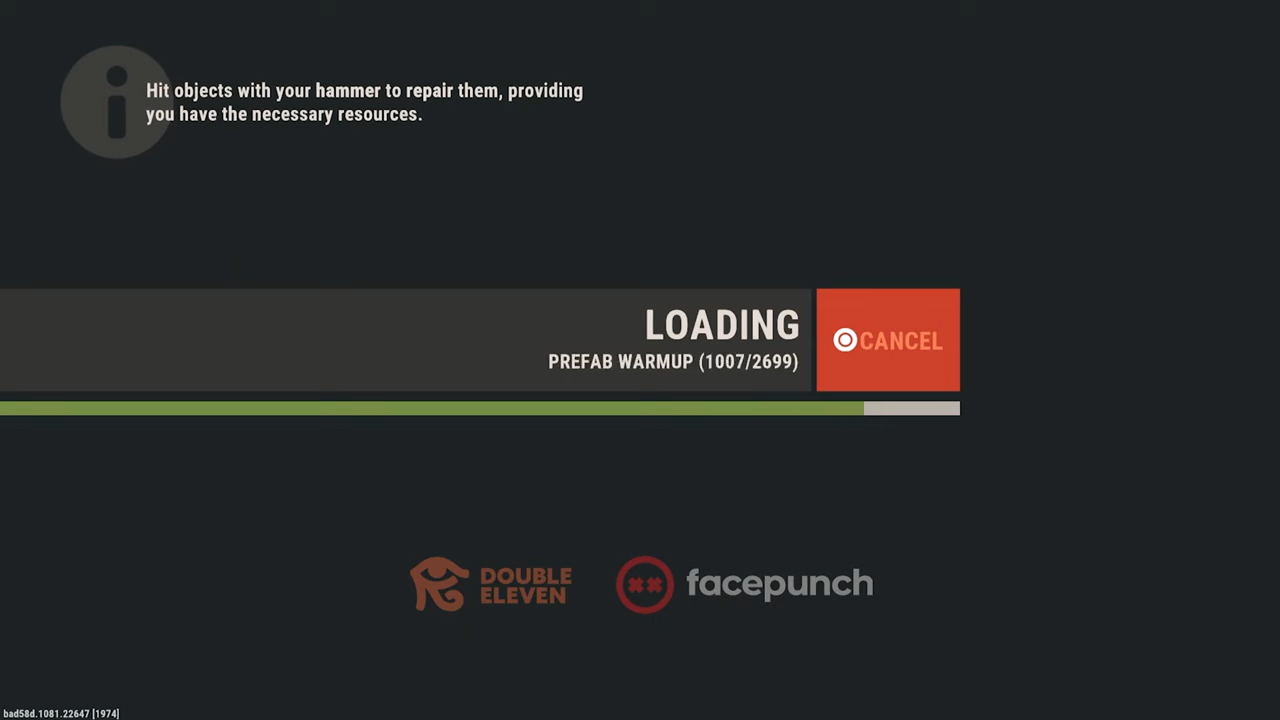 Hit objects with your hammer to repair them, providing
you have the necessary resources.
LOADING
PREFAB WARMUP (1007/2699)
CANCEL
DOUBLE
ELEVEN
facepunch
bad58d.1081.22647 [1974]